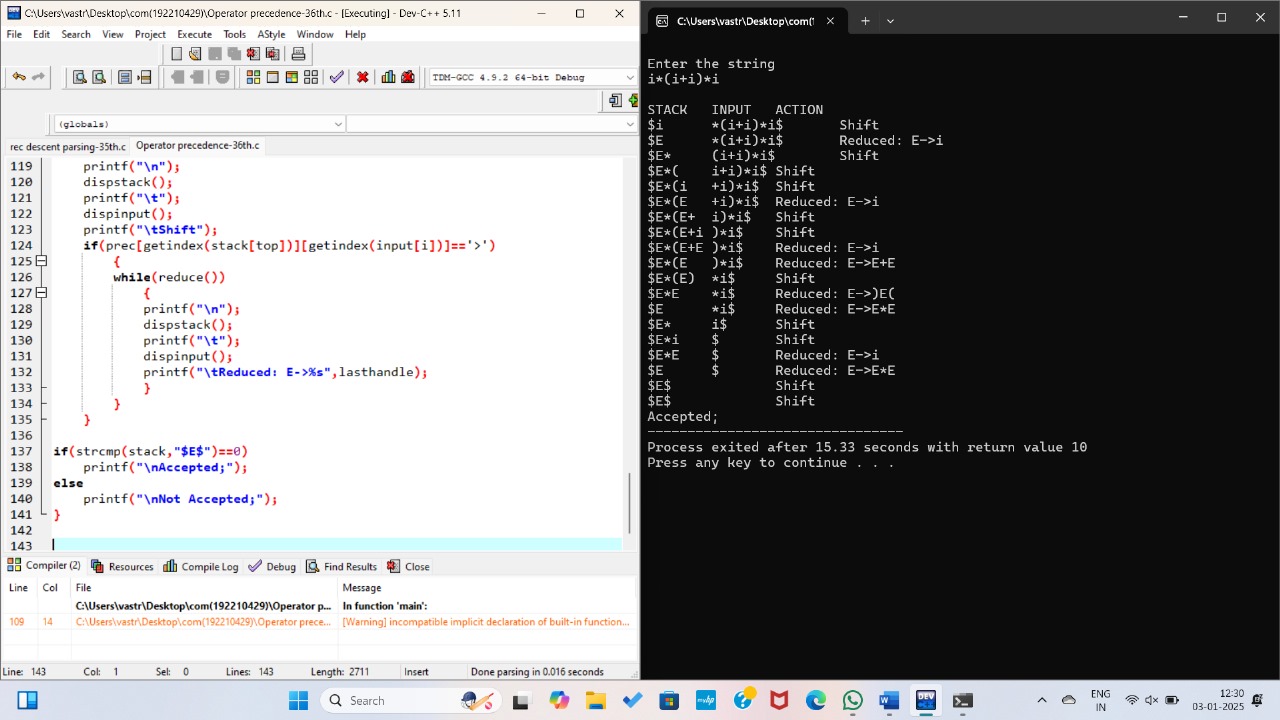 C:\Users\vastr\Desktop\com(192210429)\Operator precedence-36th.c - [Executing] - Dev-C++ 5.11
File Edit Search View Project Execute Tools AStyle Window Help
TDM-GCC 4.9.2 64-bit Debug
(globals)
rec descent parsing-35th.c Operator precedence-36th.c
119 printf("\n");
120 dispstack();
121 printf("\t");
122 dispinput();
123 printf("\tShift");
124 if(prec[getindex(stack[top])][getindex(input[i])]=='>')
125 {
126 while(reduce())
127 {
128 printf("\n");
129 dispstack();
130 printf("\t");
131 dispinput();
132 printf("\tReduced: E->%s",lasthandle);
133 }
134 }
135 }
136
137 if(strcmp(stack,"$E$")==0)
138 printf("\nAccepted;");
139 else
140 printf("\nNot Accepted;");
141 }
142
143
Compiler (2) Resources Compile Log Debug Find Results Close
Line Col File Message
C:\Users\vastr\Desktop\com(192210429)\Operator p... In function 'main':
109 14 C:\Users\vastr\Desktop\com(192210429)\Operator prece... [Warning] incompatible implicit declaration of built-in function...
Line: 143 Col: 1 Sel: 0 Lines: 143 Length: 2711 Insert Done parsing in 0.016 seconds
C:\Users\vastr\Desktop\com('
Enter the string
i*(i+i)*i
STACK INPUT ACTION
$i *(i+i)*i$ Shift
$E *(i+i)*i$ Reduced: E->i
$E* (i+i)*i$ Shift
$E*( i+i)*i$ Shift
$E*(i +i)*i$ Shift
$E*(E +i)*i$ Reduced: E->i
$E*(E+ i)*i$ Shift
$E*(E+i )*i$ Shift
$E*(E+E )*i$ Reduced: E->i
$E*(E )*i$ Reduced: E->E+E
$E*(E) *i$ Shift
$E*E *i$ Reduced: E->)E(
$E *i$ Reduced: E->E*E
$E* i$ Shift
$E*i $ Shift
$E*E $ Reduced: E->i
$E $ Reduced: E->E*E
$E$ Shift
$E$ Shift
Accepted;
--------------------------------
Process exited after 15.33 seconds with return value 10
Press any key to continue . . .
Search
DEV
ENG
IN
12:30
03-01-2025